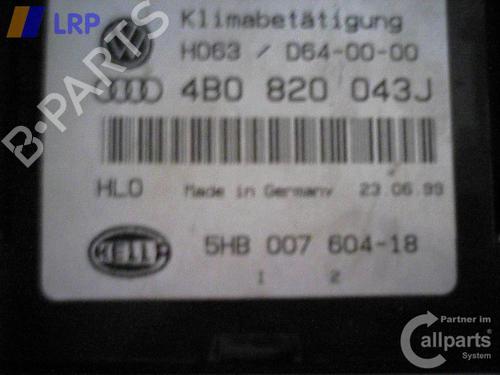 LRP
B-PARTS
Klimabetätigung
H063 / D64-00-00
4B0 820 043J
HLO Made in Germany 23.06.99
HELLA
5HB 007 604-18
1 2
Partner im
Callparts
System